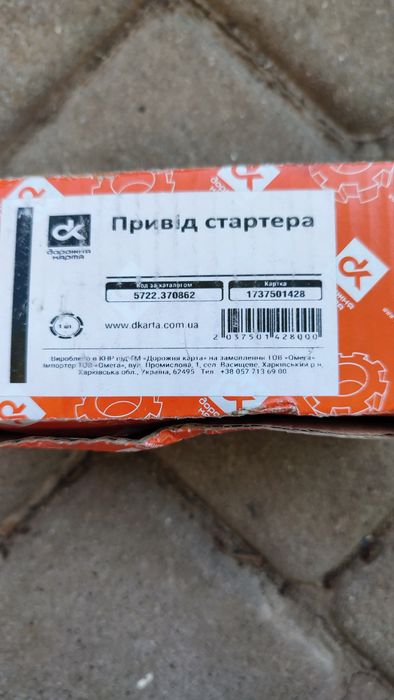 Привід стартера
дорожня
карта
Код за каталогом
Картка
5722.370862
1737501428
1 шт.
www.dkarta.com.ua
2037501428000
Вироблено в КНР під ТМ «Дорожня карта» на замовлення ТОВ «Омега»
Імпортер ТОВ «Омега», вул. Промислова, 1, сел. Васищеве, Харківський р-н,
Харківська обл., Україна, 62495 Тел. +38 057 713 69 00